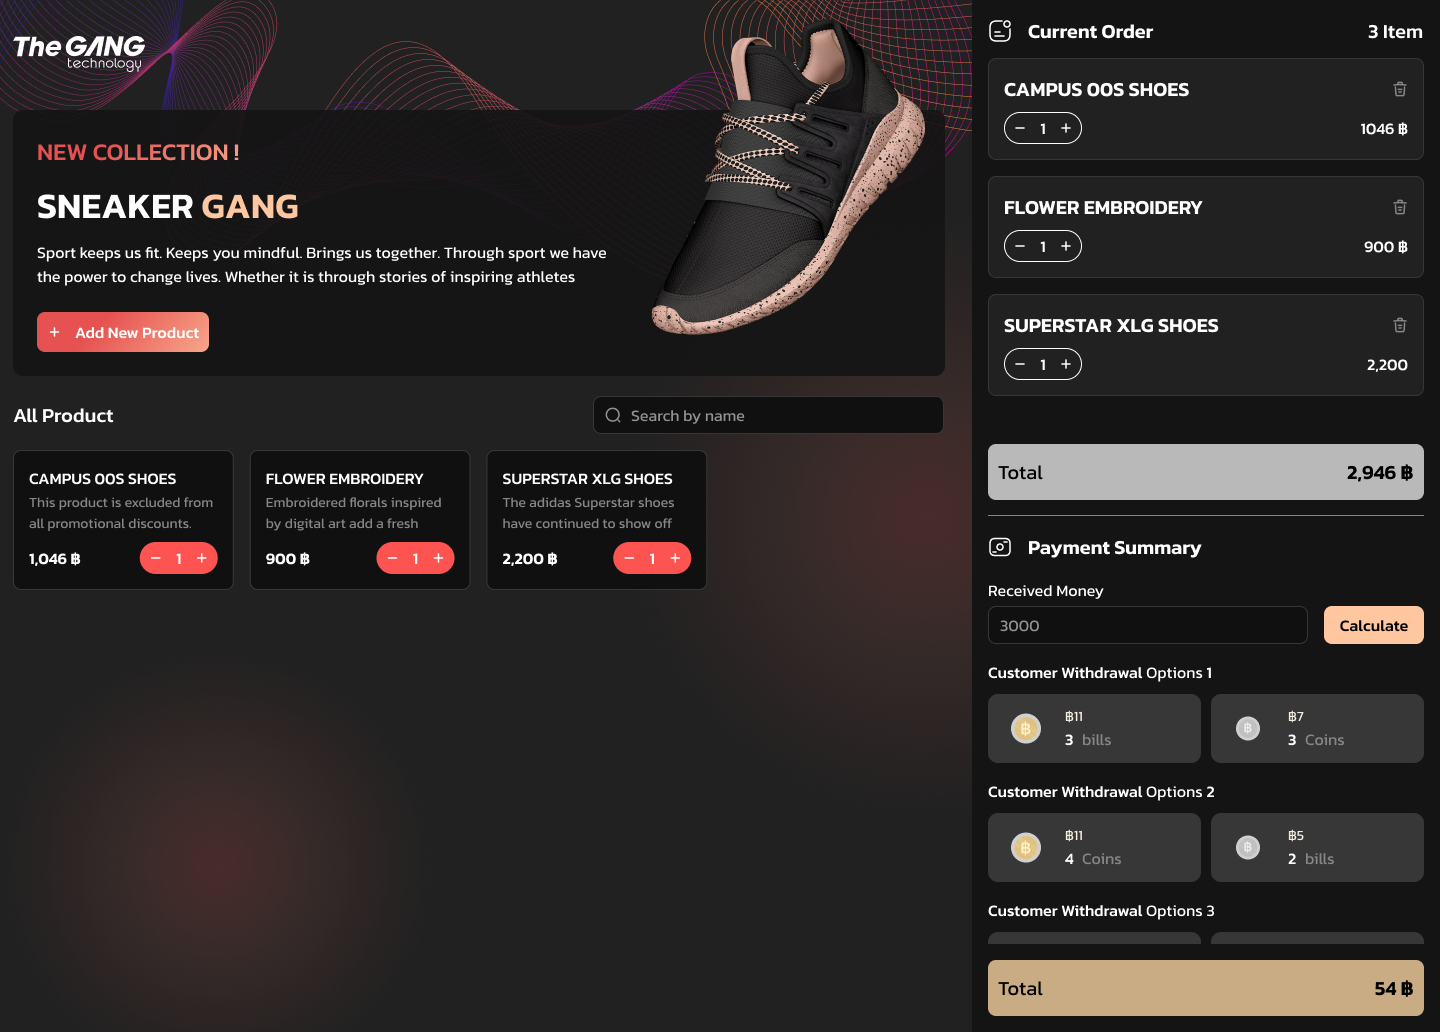 The GANG
technology
NEW COLLECTION !
SNEAKER GANG
Sport keeps us fit. Keeps you mindful. Brings us together. Through sport we have
the power to change lives. Whether it is through stories of inspiring athletes
+ Add New Product
All Product
Search by name
CAMPUS 00S SHOES
This product is excluded from
all promotional discounts.
1,046 ฿
− 1 +
FLOWER EMBROIDERY
Embroidered florals inspired
by digital art add a fresh
900 ฿
− 1 +
SUPERSTAR XLG SHOES
The adidas Superstar shoes
have continued to show off
2,200 ฿
− 1 +
Current Order
3 Item
CAMPUS 00S SHOES
− 1 +
1046 ฿
FLOWER EMBROIDERY
− 1 +
900 ฿
SUPERSTAR XLG SHOES
− 1 +
2,200
Total
2,946 ฿
Payment Summary
Received Money
3000
Calculate
Customer Withdrawal Options 1
฿
฿11
3 bills
฿
฿7
3 Coins
Customer Withdrawal Options 2
฿
฿11
4 Coins
฿
฿5
2 bills
Customer Withdrawal Options 3
Total
54 ฿